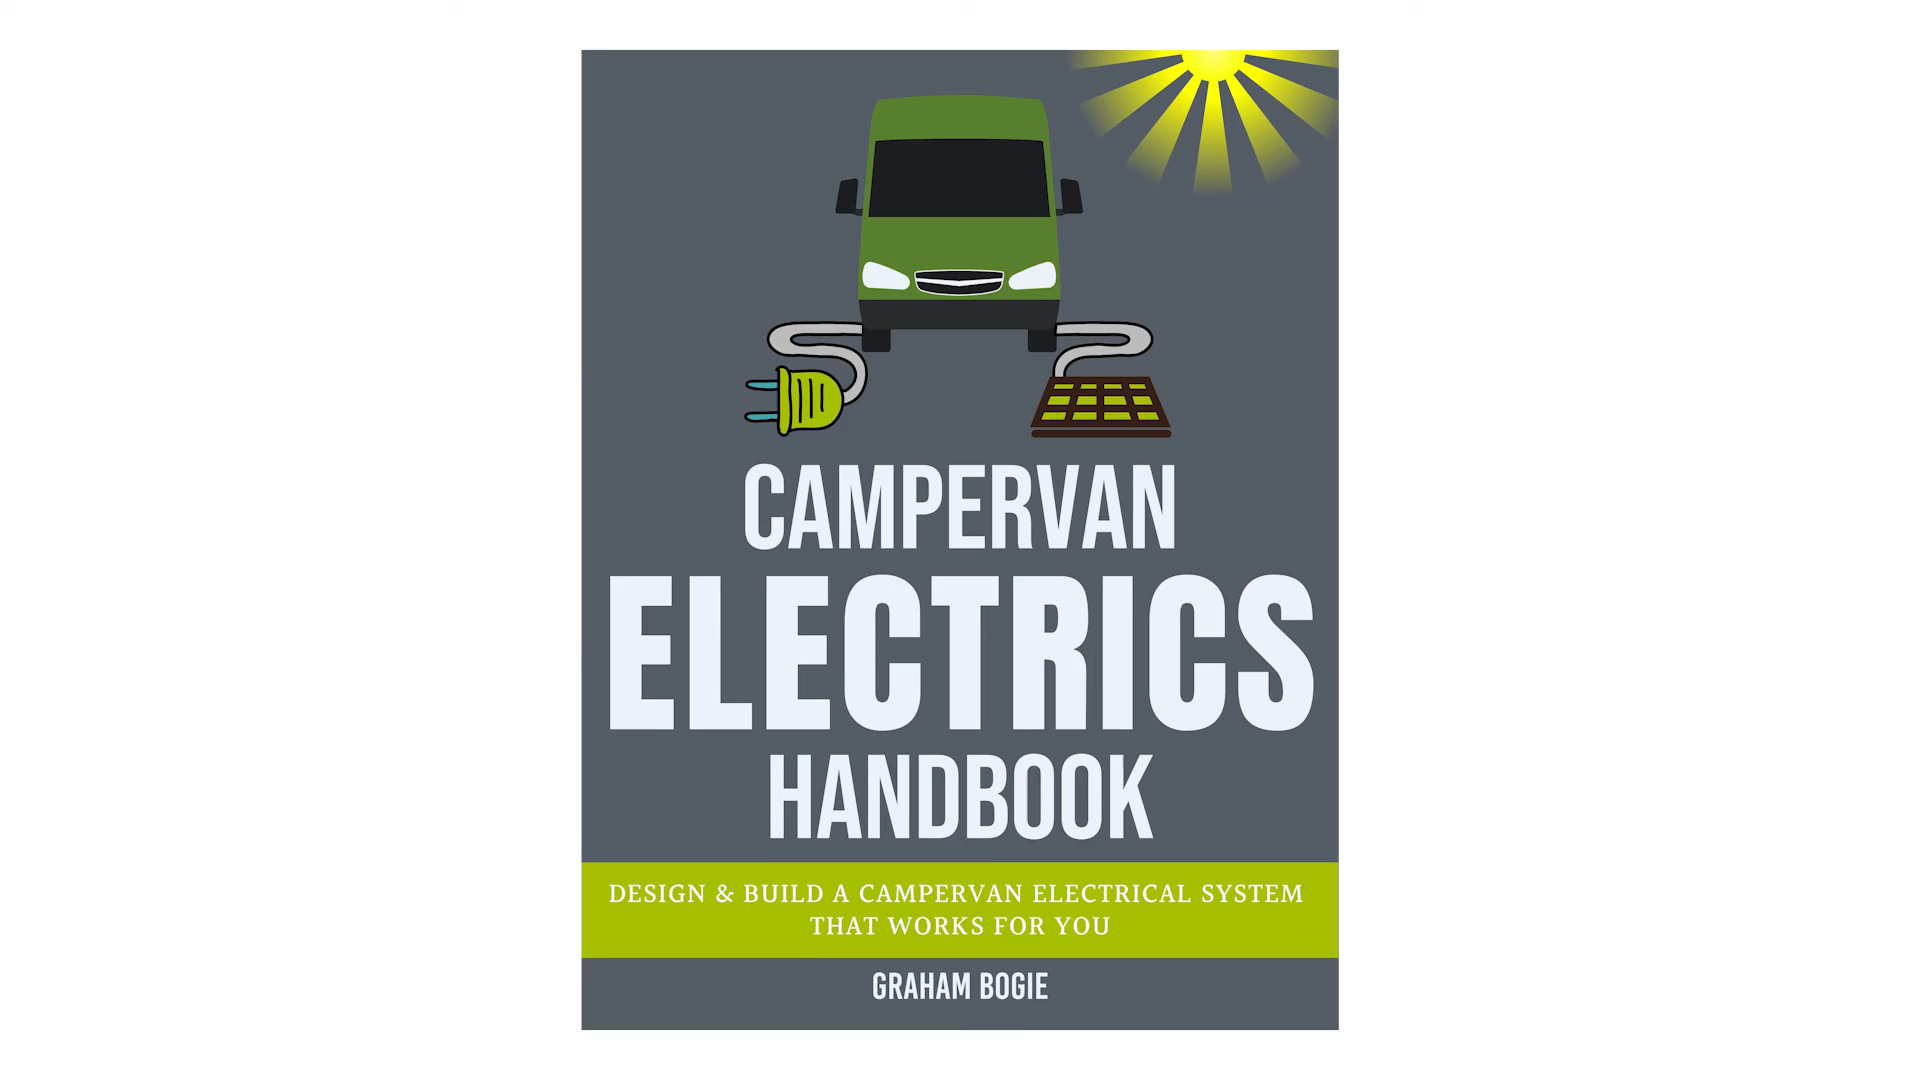 CAMPERVAN
ELECTRICS
HANDBOOK
DESIGN & BUILD A CAMPERVAN ELECTRICAL SYSTEM
THAT WORKS FOR YOU
GRAHAM BOGIE